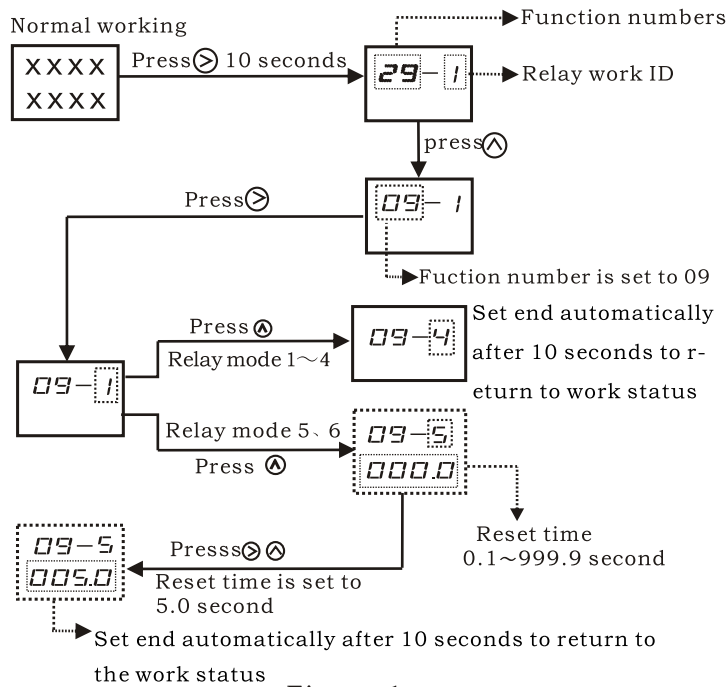 Normal working
XXXX
XXXX
Press 10 seconds
Function numbers
29-1
Relay work ID
press
09-1
Press
Fuction number is set to 09
09-1
Press
Relay mode 1～4
09-4
Set end automatically
after 10 seconds to r-
eturn to work status
Relay mode 5、6
Press
09-5
000.0
Reset time
0.1～999.9 second
09-5
005.0
Presss
Reset time is set to
5.0 second
Set end automatically after 10 seconds to return to
the work status